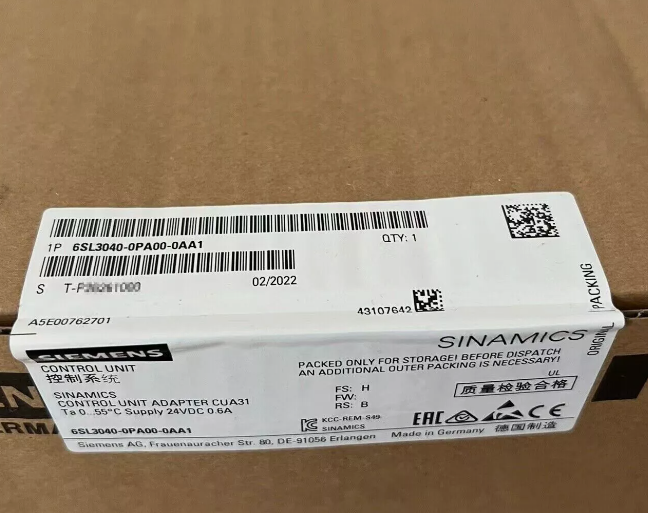 1P 6SL3040-0PA00-0AA1
QTY: 1
S T-P
02/2022
43107642
A5E00762701
ORIGINAL PACKING
SIEMENS
SINAMICS
CONTROL UNIT
控制系统
PACKED ONLY FOR STORAGE! BEFORE DISPATCH
AN ADDITIONAL OUTER PACKING IS NECESSARY!
SINAMICS
CONTROL UNIT ADAPTER CUA31
Ta 0...55°C Supply 24VDC 0.6A
FS: H
FW:
RS: B
UL
质量检验合格
6SL3040-0PA00-0AA1
KCC-REM-S49
SINAMICS
EAC
CE
Siemens AG, Frauenauracher Str. 80, DE-91056 Erlangen
Made in Germany 德国制造